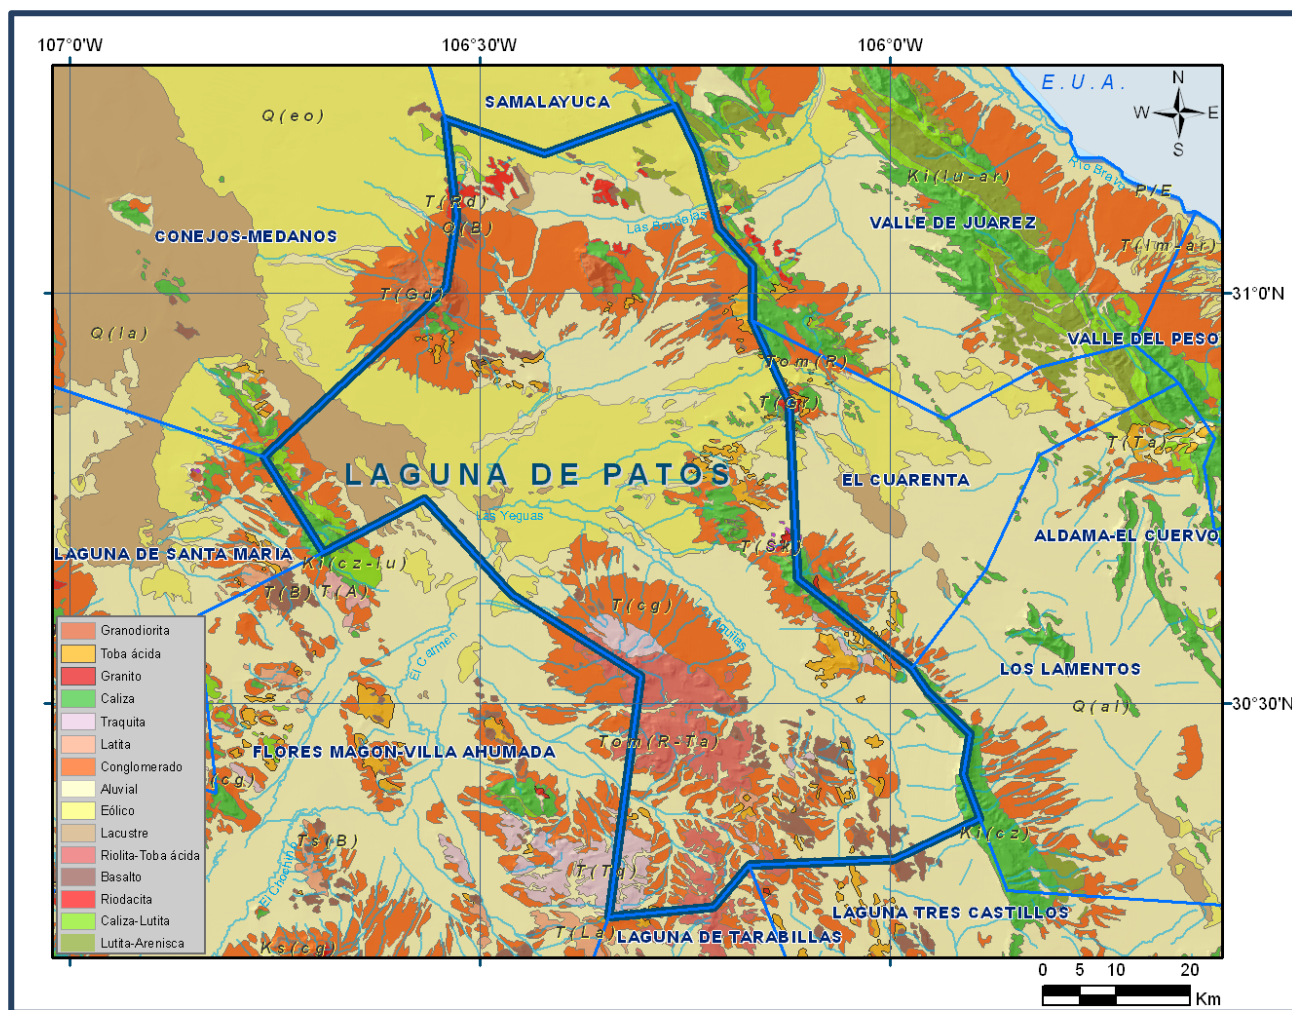 107°0'W
106°30'W
106°0'W
E.U.A.
N
W
E
S
SAMALAYUCA
Q(eo)
Río Bravo
Ki(lu-ar)
P/E
T(Rd)
VALLE DE JUAREZ
Q(B)
CONEJOS-MEDANOS
T(lm-ar)
T(Gd)
31°0'N
Q(la)
VALLE DEL PESO
Tom(R)
T(Gr)
T(Ta)
LAGUNA DE PATOS
EL CUARENTA
Las Yeguas
ALDAMA-EL CUERVO
LAGUNA DE SANTA MARIA
Ki(cz-lu)
T(B)
T(A)
T(cg)
El Carmen
LOS LAMENTOS
30°30'N
Q(al)
Tom(R-Ta)
FLORES MAGON-VILLA AHUMADA
(cg)
Ki(cz)
Ts(B)
LAGUNA TRES CASTILLOS
T(La)
LAGUNA DE TARABILLAS
Ks(cg)
Granodiorita
Toba ácida
Granito
Caliza
Traquita
Latita
Conglomerado
Aluvial
Eólico
Lacustre
Riolita-Toba ácida
Basalto
Riodacita
Caliza-Lutita
Lutita-Arenisca
0 5 10 20
Km